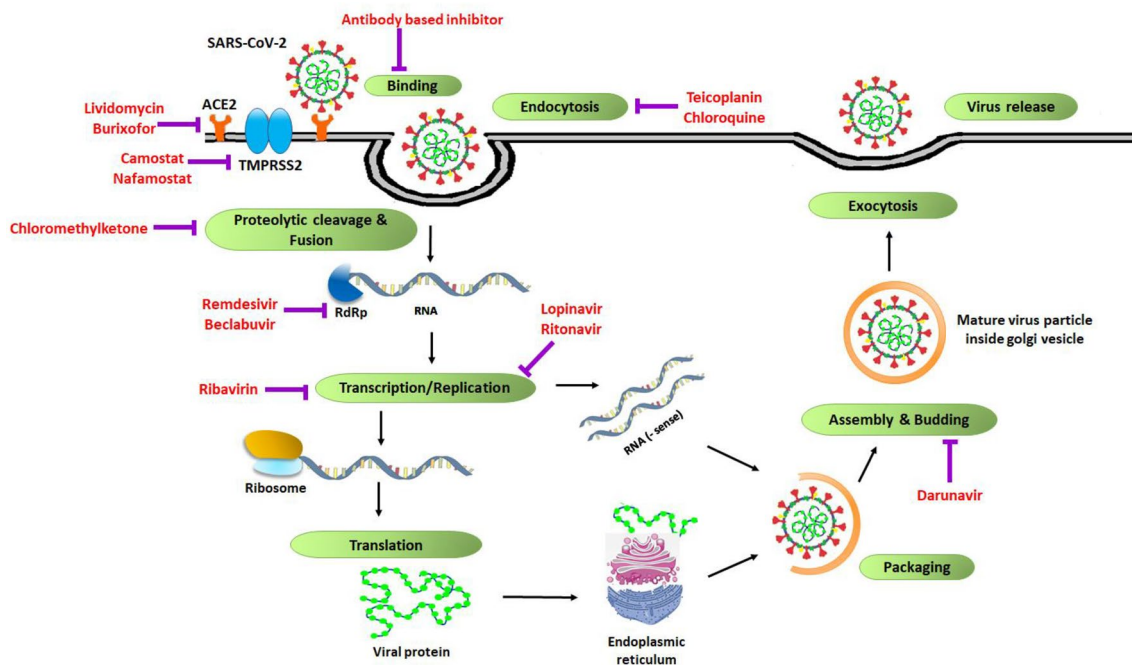 Antibody based inhibitor
SARS-CoV-2
Binding
Lividomycin
Burixofor
ACE2
Endocytosis
Teicoplanin
Chloroquine
Virus release
Camostat
Nafamostat
TMPRSS2
Exocytosis
Chloromethylketone
Proteolytic cleavage &
Fusion
Remdesivir
Beclabuvir
RdRp
RNA
Lopinavir
Ritonavir
Mature virus particle
inside golgi vesicle
Ribavirin
Transcription/Replication
RNA (- sense)
Assembly & Budding
Ribosome
Darunavir
Translation
Packaging
Viral protein
Endoplasmic
reticulum